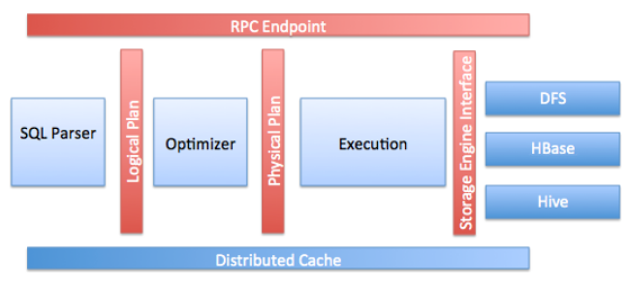 RPC Endpoint
SQL Parser
Logical Plan
Optimizer
Physical Plan
Execution
Storage Engine Interface
DFS
HBase
Hive
Distributed Cache